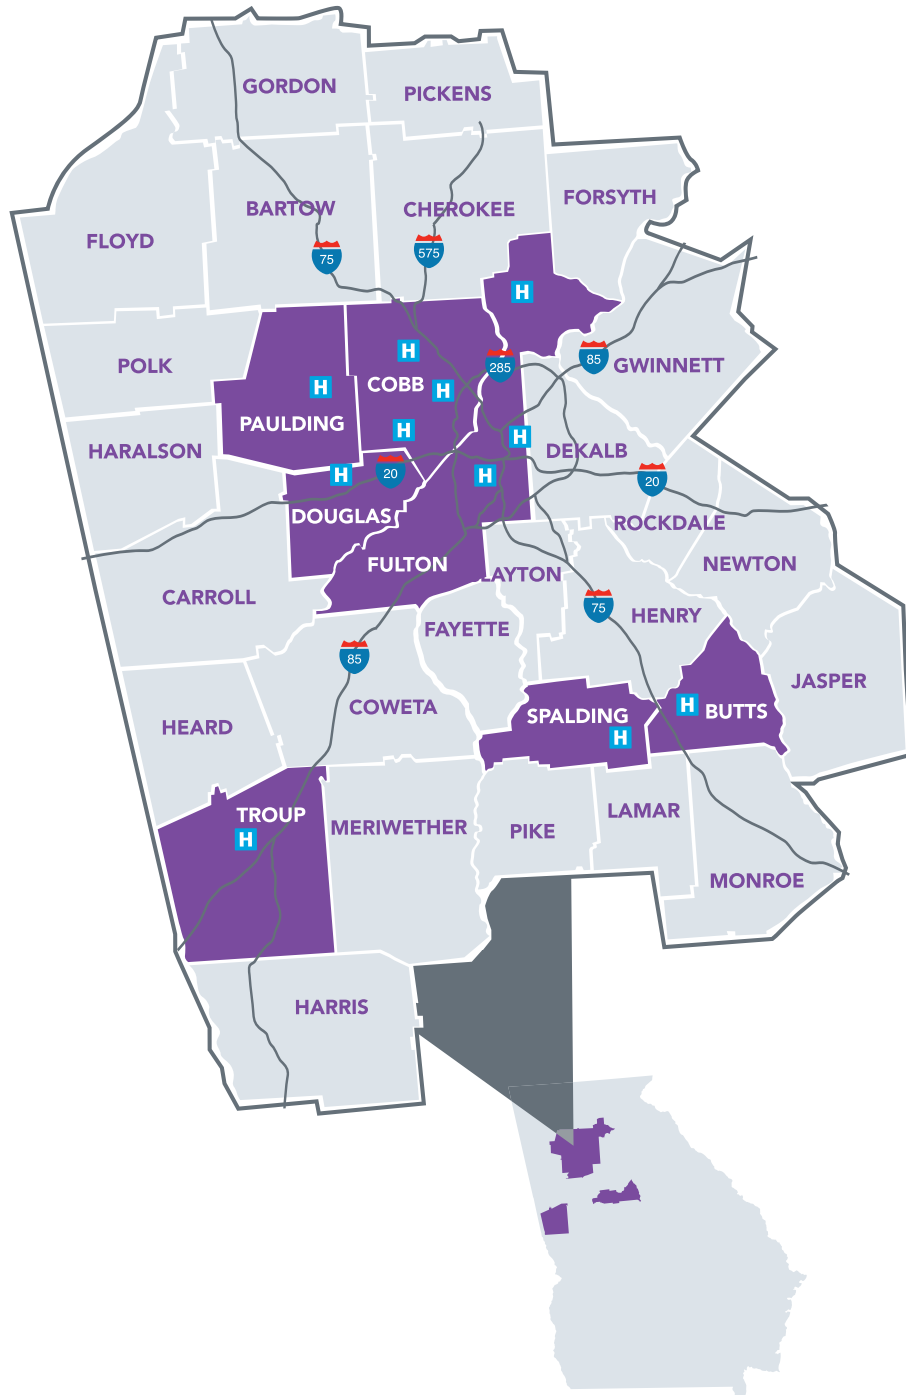 GORDON
PICKENS
FORSYTH
BARTOW
CHEROKEE
FLOYD
75
575
H
H
285
85
GWINNETT
POLK
COBB
H
H
PAULDING
H
H
HARALSON
DEKALB
H
20
H
20
DOUGLAS
ROCKDALE
FULTON
NEWTON
LAYTON
CARROLL
75
HENRY
FAYETTE
85
JASPER
COWETA
H
BUTTS
SPALDING
HEARD
H
TROUP
LAMAR
MERIWETHER
PIKE
H
MONROE
HARRIS